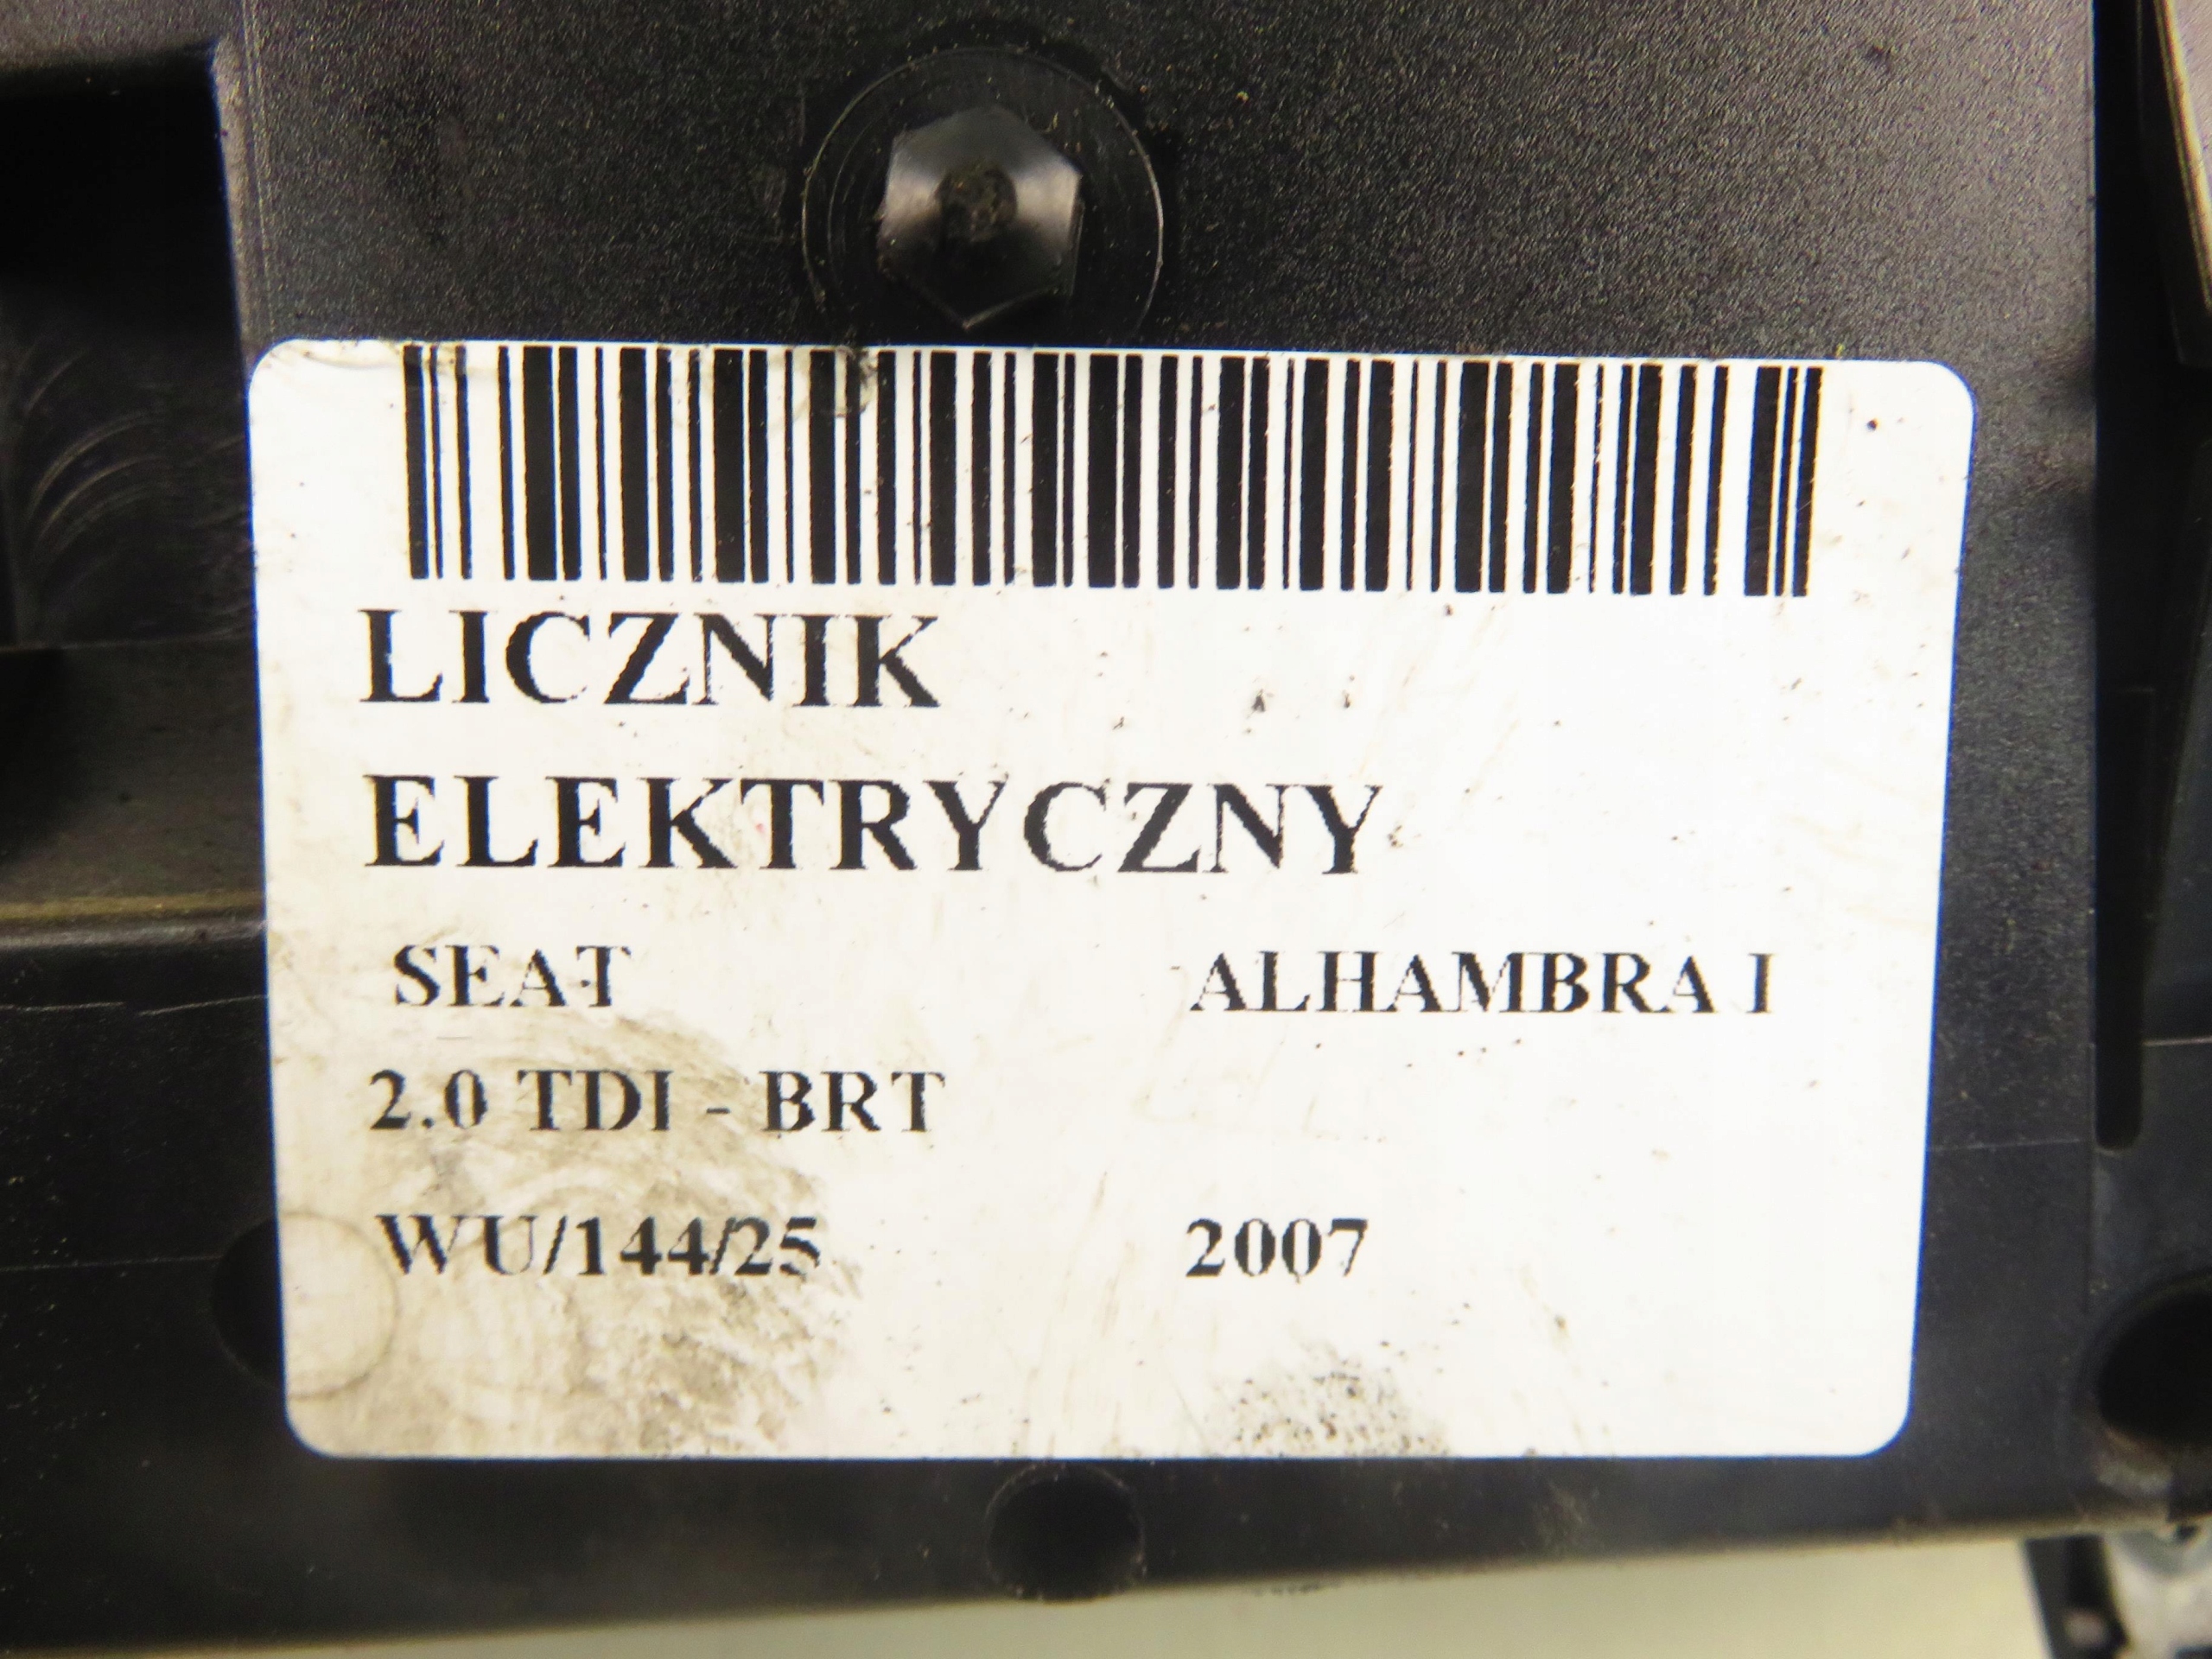 LICZNIK
ELEKTRYCZNY
SEAT ALHAMBRA I
2.0 TDI - BRT
WU/144/25 2007